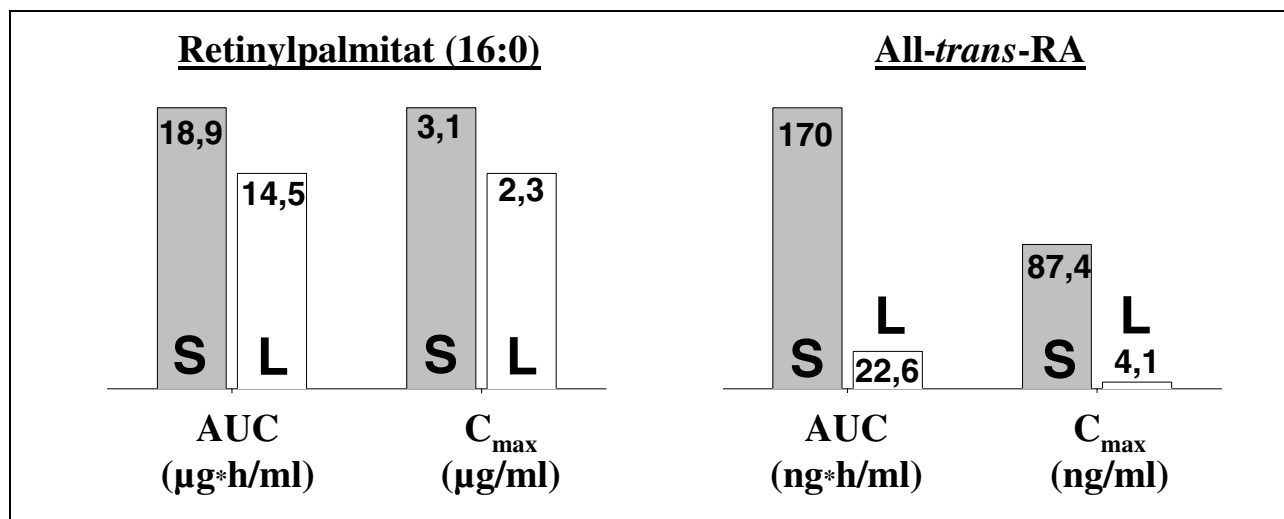 Retinylpalmitat (16:0)
18,9
14,5
S
L
AUC
(µg*h/ml)
3,1
2,3
S
L
Cmax
(µg/ml)
All-trans-RA
170
L
S
22,6
AUC
(ng*h/ml)
87,4
L
S
4,1
Cmax
(ng/ml)